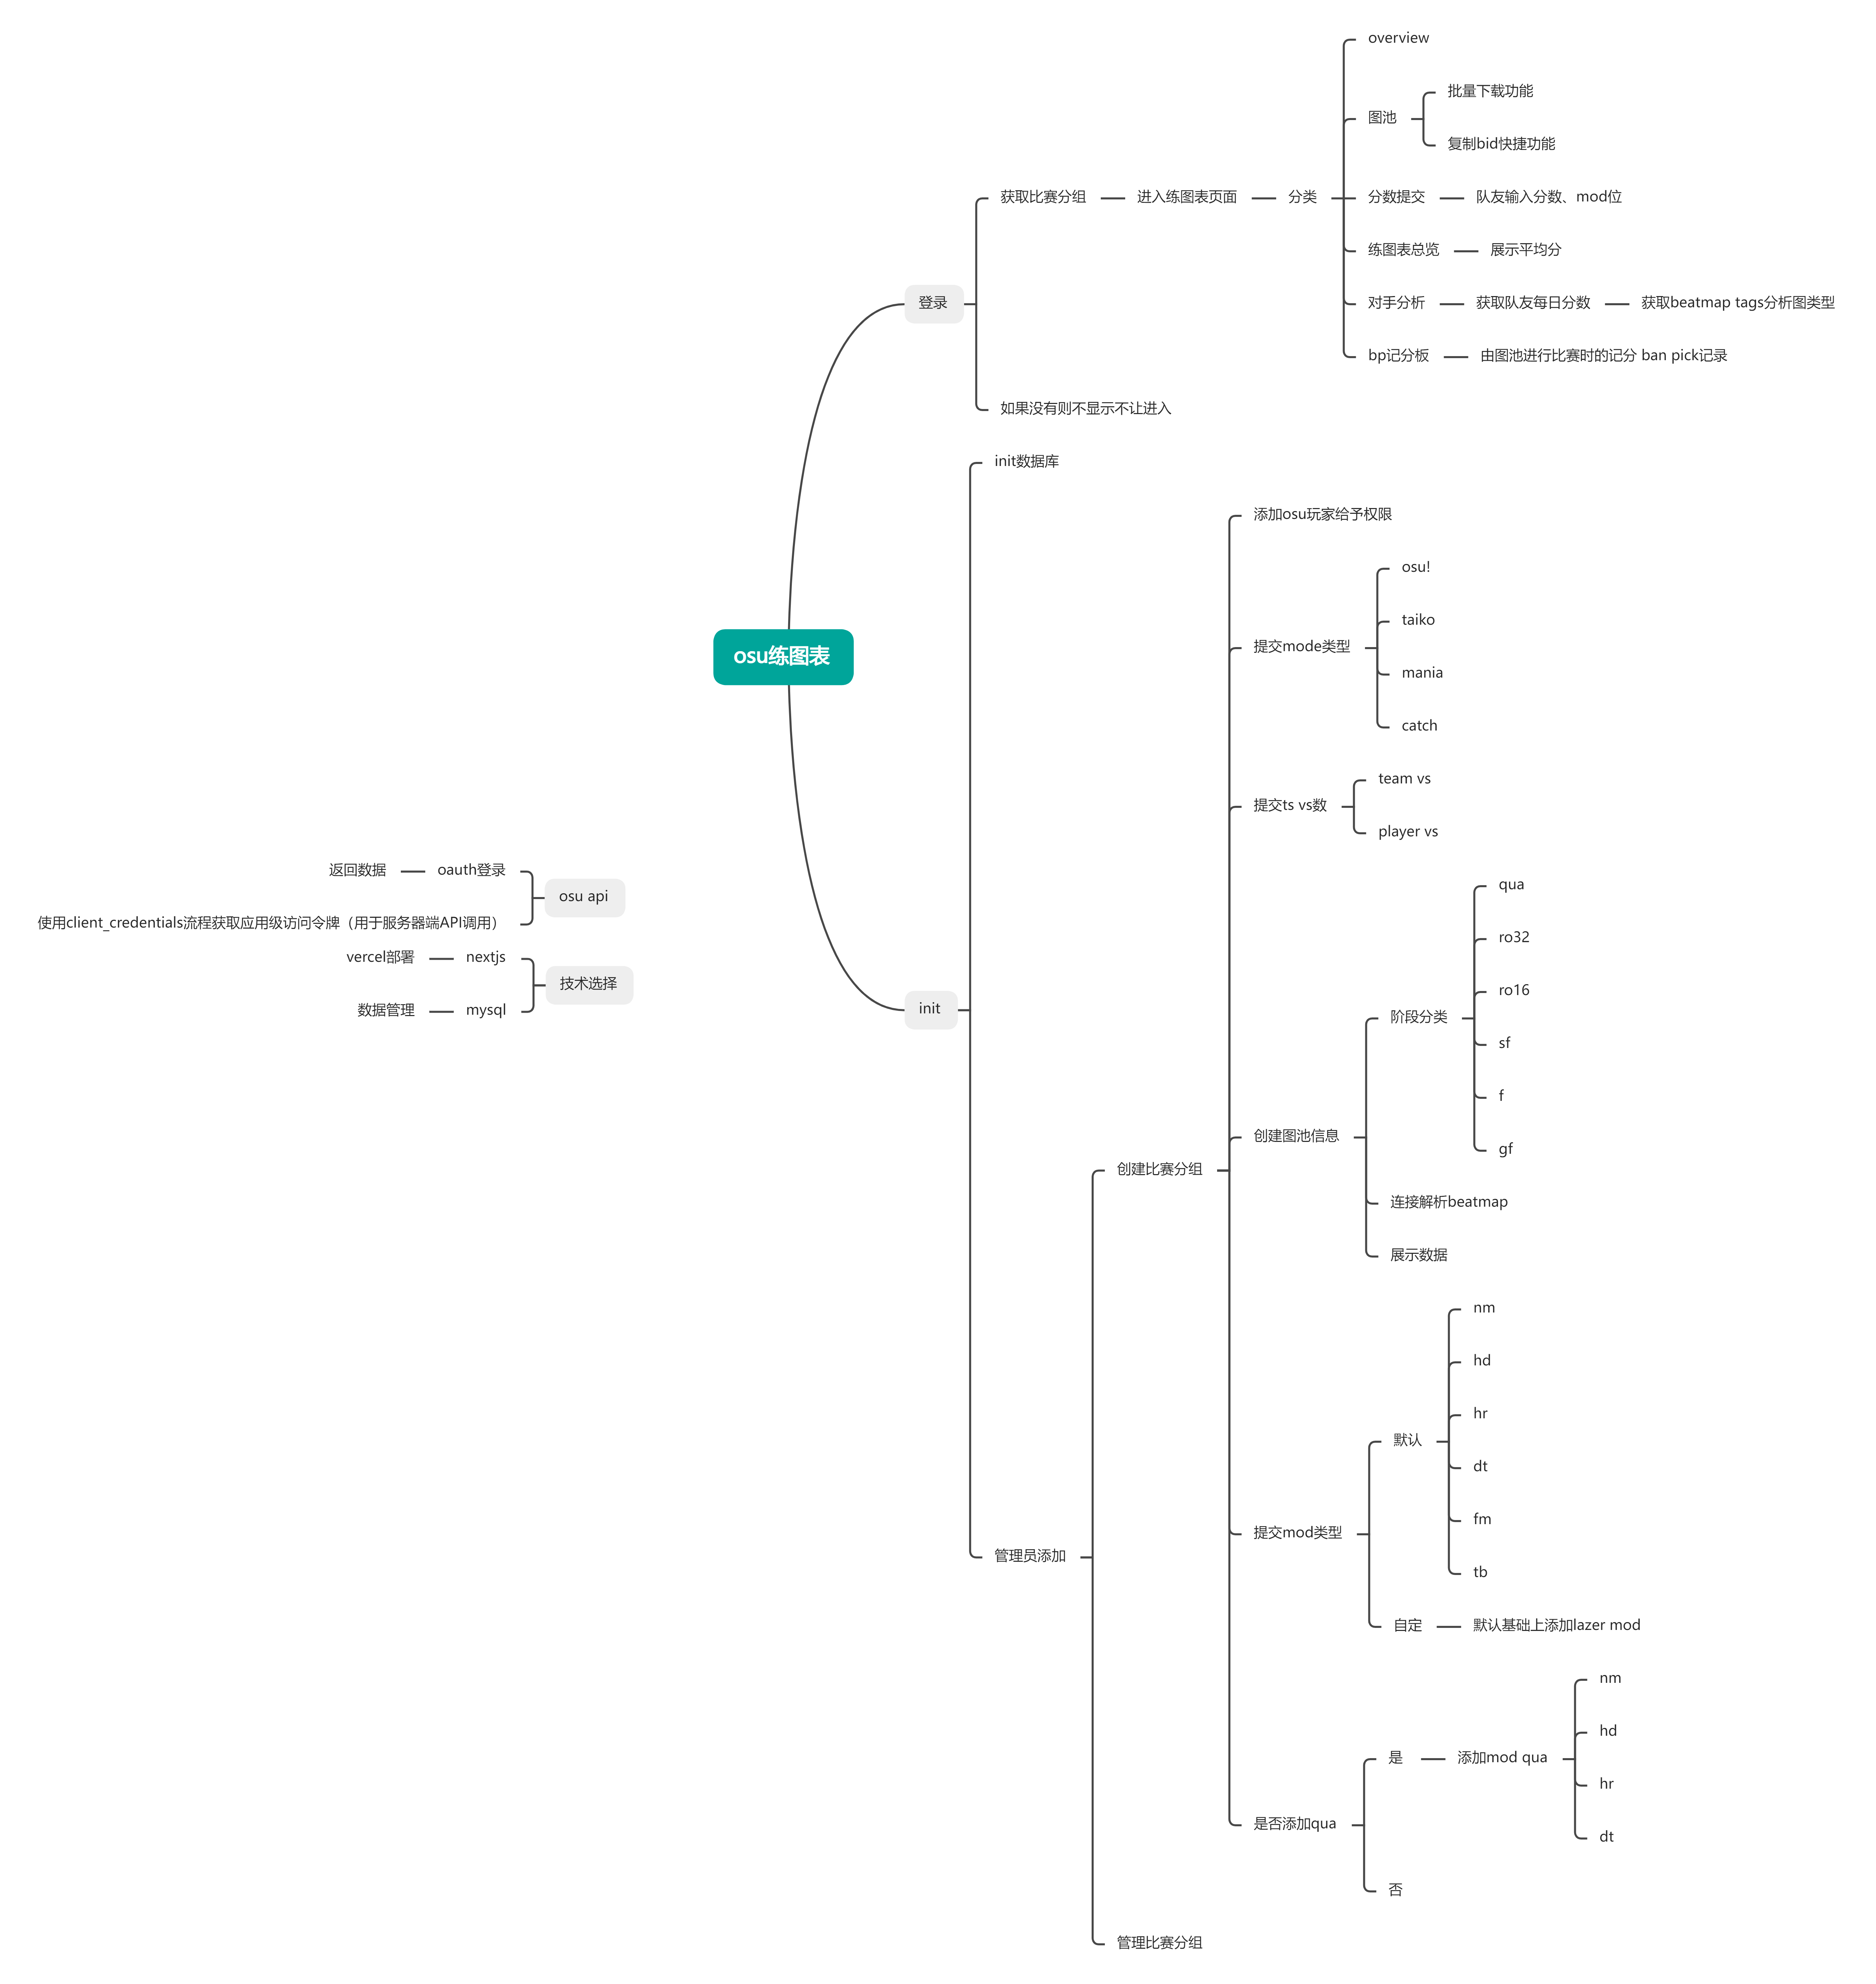 osu练图表
登录
获取比赛分组
进入练图表页面
分类
overview
图池
批量下载功能
复制bid快捷功能
分数提交
队友输入分数、mod位
练图表总览
展示平均分
对手分析
获取队友每日分数
获取beatmap tags分析图类型
bp记分板
由图池进行比赛时的记分 ban pick记录
如果没有则不显示不让进入
init
init数据库
管理员添加
创建比赛分组
添加osu玩家给予权限
提交mode类型
osu!
taiko
mania
catch
提交ts vs数
team vs
player vs
创建图池信息
阶段分类
qua
ro32
ro16
sf
f
gf
连接解析beatmap
展示数据
提交mod类型
默认
nm
hd
hr
dt
fm
tb
自定
默认基础上添加lazer mod
是否添加qua
是
添加mod qua
nm
hd
hr
dt
否
管理比赛分组
osu api
oauth登录
返回数据
使用client_credentials流程获取应用级访问令牌（用于服务器端API调用）
技术选择
nextjs
vercel部署
mysql
数据管理